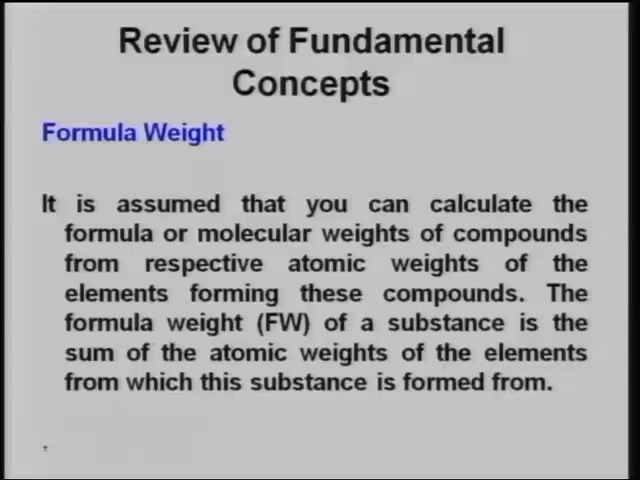 Review of Fundamental
Concepts
Formula Weight
It is assumed that you can calculate the
formula or molecular weights of compounds
from respective atomic weights of the
elements forming these compounds. The
formula weight (FW) of a substance is the
sum of the atomic weights of the elements
from which this substance is formed from.